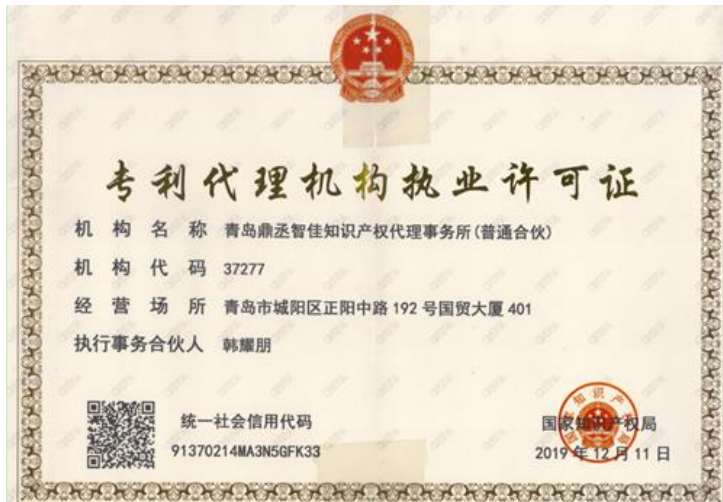 专利代理机构执业许可证
机构名称 青岛鼎丞智佳知识产权代理事务所(普通合伙)
机构代码 37277
经营场所 青岛市城阳区正阳中路192号国贸大厦401
执行事务合伙人 韩耀朋
统一社会信用代码
91370214MA3N5GFK33
国家知识产权局
2019年12月11日